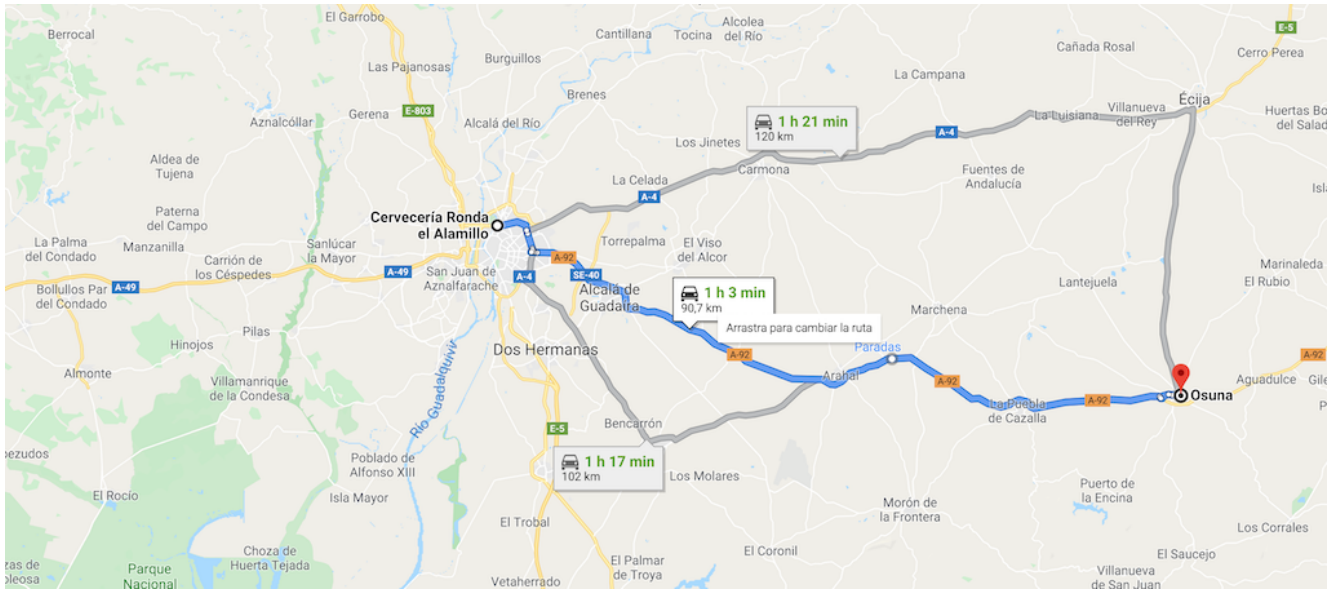 El Garrobo
Berrocal
Las Pajanosas
Burguillos
Cantillana
Tocina
Alcolea
del Río
E-5
Cañada Rosal
Cerro Perea
La Campana
Brenes
E-803
Gerena
Aznalcóllar
Alcalá del Río
1 h 21 min
120 km
A-4
La Luisiana
Villanueva
del Rey
Écija
Huertas Bo
del Salad
Los Jinetes
Carmona
Aldea de
Tujena
La Celada
A-4
Fuentes de
Andalucía
Isl
Paterna
del Campo
Cervecería Ronda
el Alamillo
La Palma
del Condado
Manzanilla
Carrión de
los Céspedes
Sanlúcar
la Mayor
Torrepalma
El Viso
del Alcor
A-92
A-49
San Juan de
Aznalfarache
A-4
SE-40
Alcalá de
Guadaíra
Lantejuela
Marinaleda
El Rubio
Bollullos Par
del Condado
A-49
1 h 3 min
90,7 km
Arrastra para cambiar la ruta
Marchena
Pilas
Hinojos
Dos Hermanas
Río Guadalquivir
A-92
Paradas
Arahal
A-92
A-92
Almonte
Villamanrique
de la Condesa
A-92
La Puebla
de Cazalla
Osuna
Aguadulce
Gile
P
E-5
Bencarrón
1 h 17 min
102 km
Los Molares
pezudos
Poblado de
Alfonso XIII
El Rocío
Isla Mayor
Puerto de
la Encina
Morón de
la Frontera
El Trobal
Los Corrales
Choza de
Huerta Tejada
El Coronil
El Saucejo
zas de
oleosa
Parque
Nacional
El Palmar
de Troya
Vetaherrado
Villanueva
de San Juan